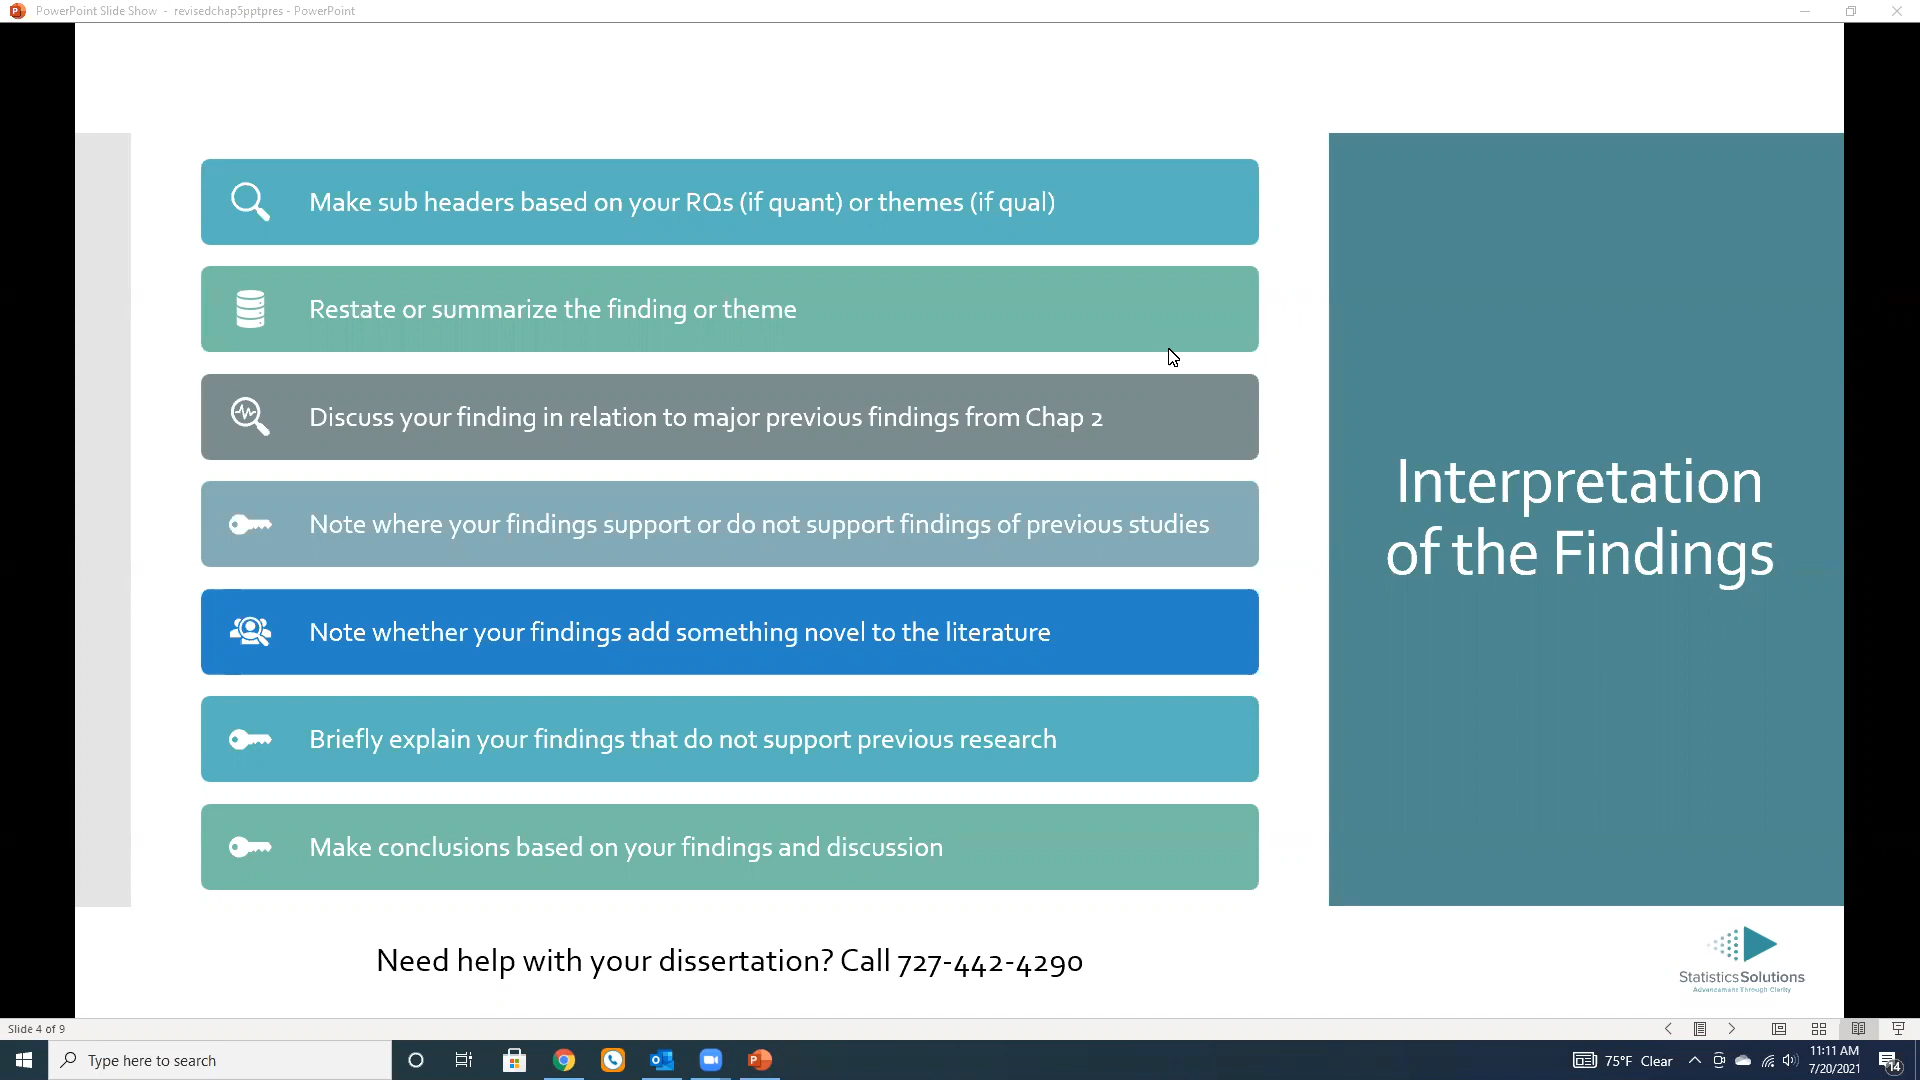 PowerPoint Slide Show - revisedchap5pptpres - PowerPoint
Make sub headers based on your RQs (if quant) or themes (if qual)
Restate or summarize the finding or theme
Discuss your finding in relation to major previous findings from Chap 2
Note where your findings support or do not support findings of previous studies
Note whether your findings add something novel to the literature
Briefly explain your findings that do not support previous research
Make conclusions based on your findings and discussion
Interpretation
of the Findings
Need help with your dissertation? Call 727-442-4290
StatisticsSolutions
Advancement Through Clarity
Slide 4 of 9
Type here to search
75°F Clear
11:11 AM
7/20/2021
14